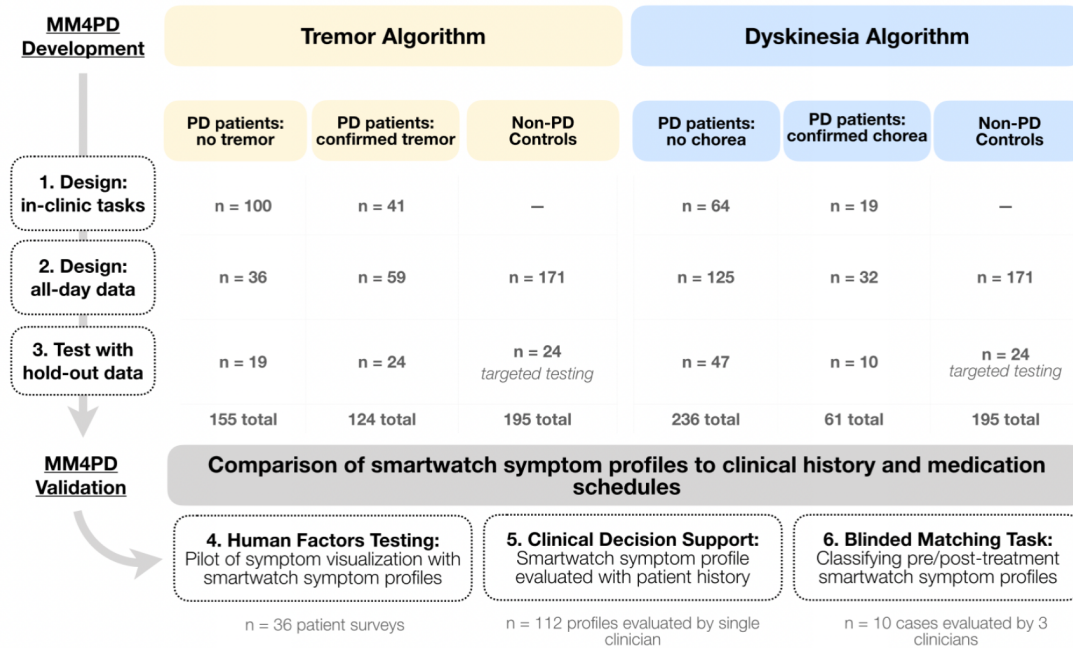 MM4PD
Development
Tremor Algorithm
Dyskinesia Algorithm
PD patients:
no tremor
PD patients:
confirmed tremor
Non-PD
Controls
PD patients:
no chorea
PD patients:
confirmed chorea
Non-PD
Controls
1. Design:
in-clinic tasks
n = 100
n = 41
—
n = 64
n = 19
—
2. Design:
all-day data
n = 36
n = 59
n = 171
n = 125
n = 32
n = 171
3. Test with
hold-out data
n = 19
n = 24
n = 24
targeted testing
n = 47
n = 10
n = 24
targeted testing
155 total
124 total
195 total
236 total
61 total
195 total
MM4PD
Validation
Comparison of smartwatch symptom profiles to clinical history and medication
schedules
4. Human Factors Testing:
Pilot of symptom visualization with
smartwatch symptom profiles
5. Clinical Decision Support:
Smartwatch symptom profile
evaluated with patient history
6. Blinded Matching Task:
Classifying pre/post-treatment
smartwatch symptom profiles
n = 36 patient surveys
n = 112 profiles evaluated by single
clinician
n = 10 cases evaluated by 3
clinicians